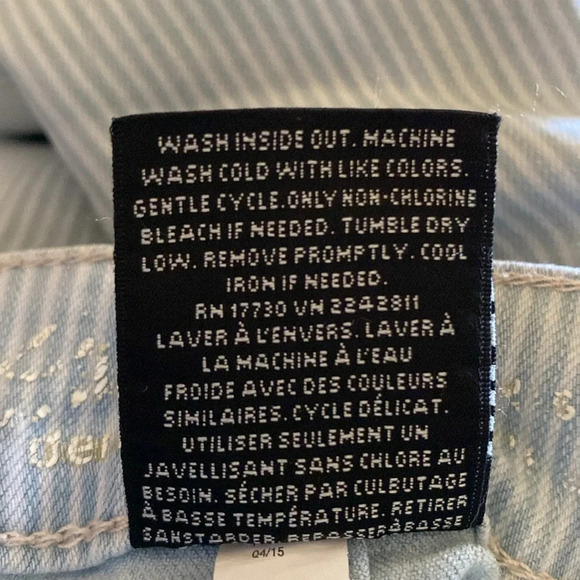 WASH INSIDE OUT. MACHINE
WASH COLD WITH LIKE COLORS.
GENTLE CYCLE.ONLY NON-CHLORINE
BLEACH IF NEEDED. TUMBLE DRY
LOW. REMOVE PROMPTLY. COOL
IRON IF NEEDED.
RN 17730 VN 2242811
LAVER À L'ENVERS. LAVER À
LA MACHINE À L'EAU
FROIDE AVEC DES COULEURS
SIMILAIRES. CYCLE DÉLICAT.
UTILISER SEULEMENT UN
JAVELLISANT SANS CHLORE AU
BESOIN. SÉCHER PAR CULBUTAGE
À BASSE TEMPÉRATURE. RETIRER
SANSTARDER. REPASSERÀBASSE
04/15